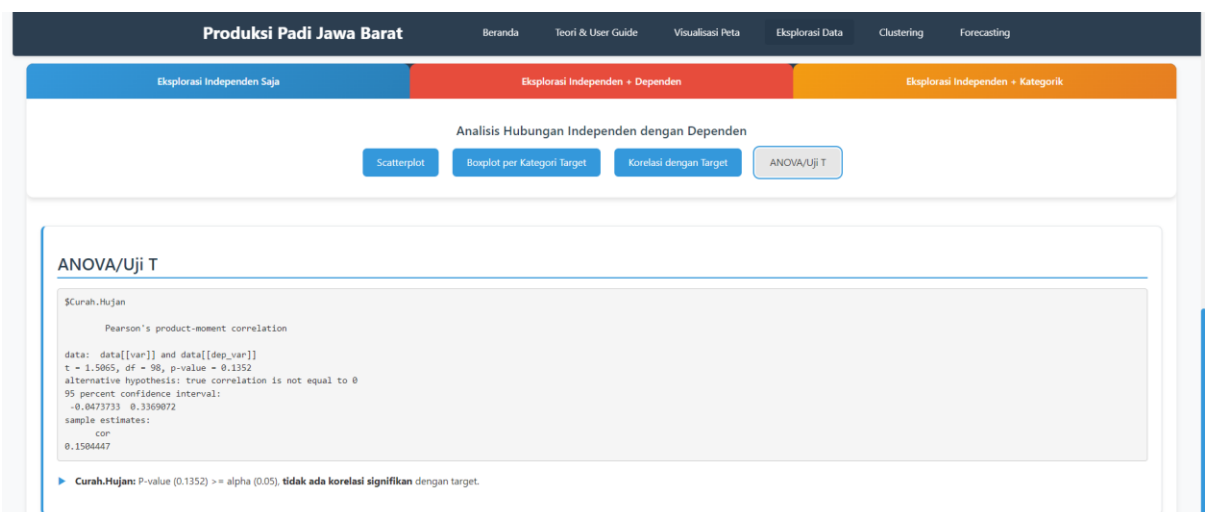 Produksi Padi Jawa Barat Beranda Teori & User Guide Visualisasi Peta Eksplorasi Data Clustering Forecasting
Eksplorasi Independen Saja Eksplorasi Independen + Dependen Eksplorasi Independen + Kategorik
Analisis Hubungan Independen dengan Dependen
Scatterplot Boxplot per Kategori Target Korelasi dengan Target ANOVA/Uji T
ANOVA/Uji T
$Curah.Hujan
Pearson's product-moment correlation
data: data[[var]] and data[[dep_var]]
t = 1.5065, df = 98, p-value = 0.1352
alternative hypothesis: true correlation is not equal to 0
95 percent confidence interval:
-0.0473733 0.3369072
sample estimates:
cor
0.1504447
Curah.Hujan: P-value (0.1352) >= alpha (0.05), tidak ada korelasi signifikan dengan target.